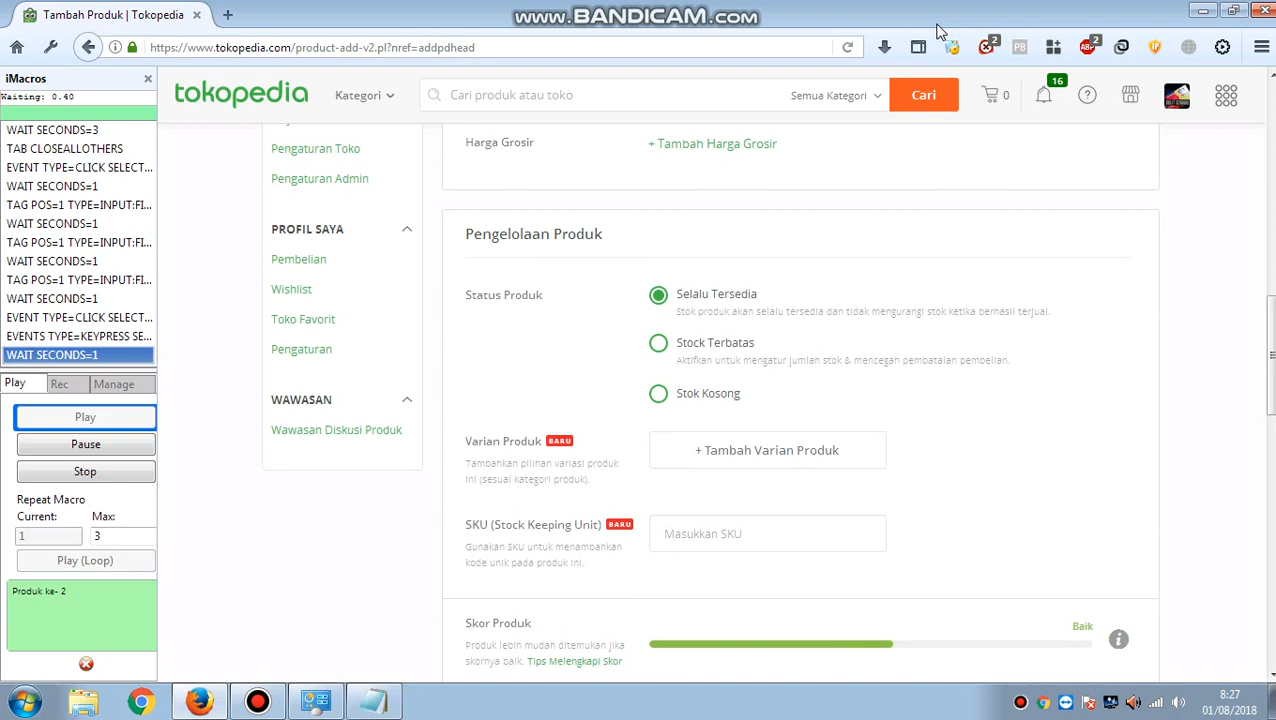 Tambah Produk | Tokopedia
www.BANDICAM.com
https://www.tokopedia.com/product-add-v2.pl?nref=addpdhead
2
PB
ABP
2
iMacros
Waiting: 0.40
WAIT SECONDS=3
TAB CLOSEALLOTHERS
EVENT TYPE=CLICK SELECT...
WAIT SECONDS=1
TAG POS=1 TYPE=INPUT:FI...
WAIT SECONDS=1
TAG POS=1 TYPE=INPUT:FI...
WAIT SECONDS=1
TAG POS=1 TYPE=INPUT:FI...
WAIT SECONDS=1
EVENT TYPE=CLICK SELECT...
EVENTS TYPE=KEYPRESS SE...
WAIT SECONDS=1
Play
Rec
Manage
Play
Pause
Stop
Repeat Macro
Current:
Max:
1
3
Play (Loop)
Produk ke- 2
tokopedia
Kategori
Cari produk atau toko
Semua Kategori
Cari
0
16
Pengaturan Toko
Pengaturan Admin
PROFIL SAYA
Pembelian
Wishlist
Toko Favorit
Pengaturan
WAWASAN
Wawasan Diskusi Produk
Harga Grosir
+ Tambah Harga Grosir
Pengelolaan Produk
Status Produk
Selalu Tersedia
Stok produk akan selalu tersedia dan tidak mengurangi stok ketika berhasil terjual.
Stock Terbatas
Aktifkan untuk mengatur jumlah stok & mencegah pembatalan pembelian.
Stok Kosong
Varian Produk BARU
Tambahkan pilihan variasi produk
ini (sesuai kategori produk).
+ Tambah Varian Produk
SKU (Stock Keeping Unit) BARU
Gunakan SKU untuk menambahkan
kode unik pada produk ini.
Masukkan SKU
Skor Produk
Produk lebih mudah ditemukan jika
skornya baik. Tips Melengkapi Skor
Baik
8:27
01/08/2018